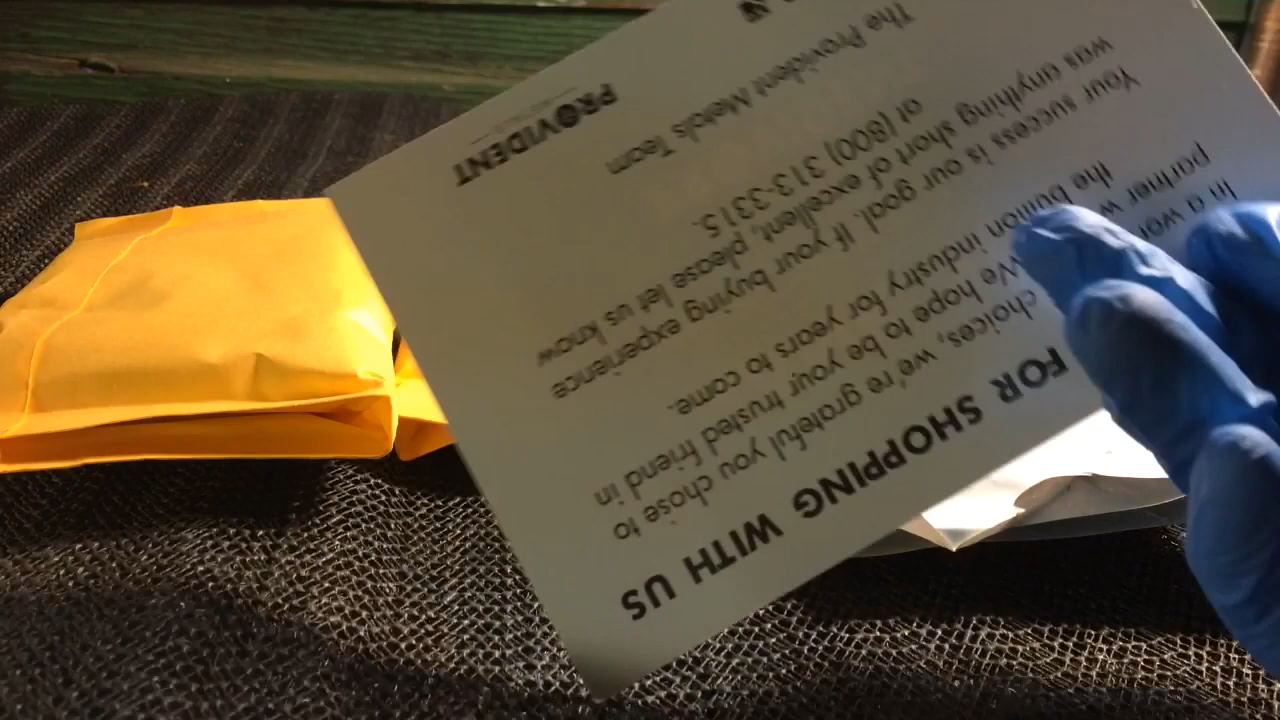 FOR SHOPPING WITH US
In a
choices, we're grateful you chose to
partner
We hope to be your trusted friend in
the bullion industry for years to come.
Your success is our goal. If your buying experience
was anything short of excellent, please let us know
at (800) 313-3315.
The Provident Metals Team
PROVIDENT